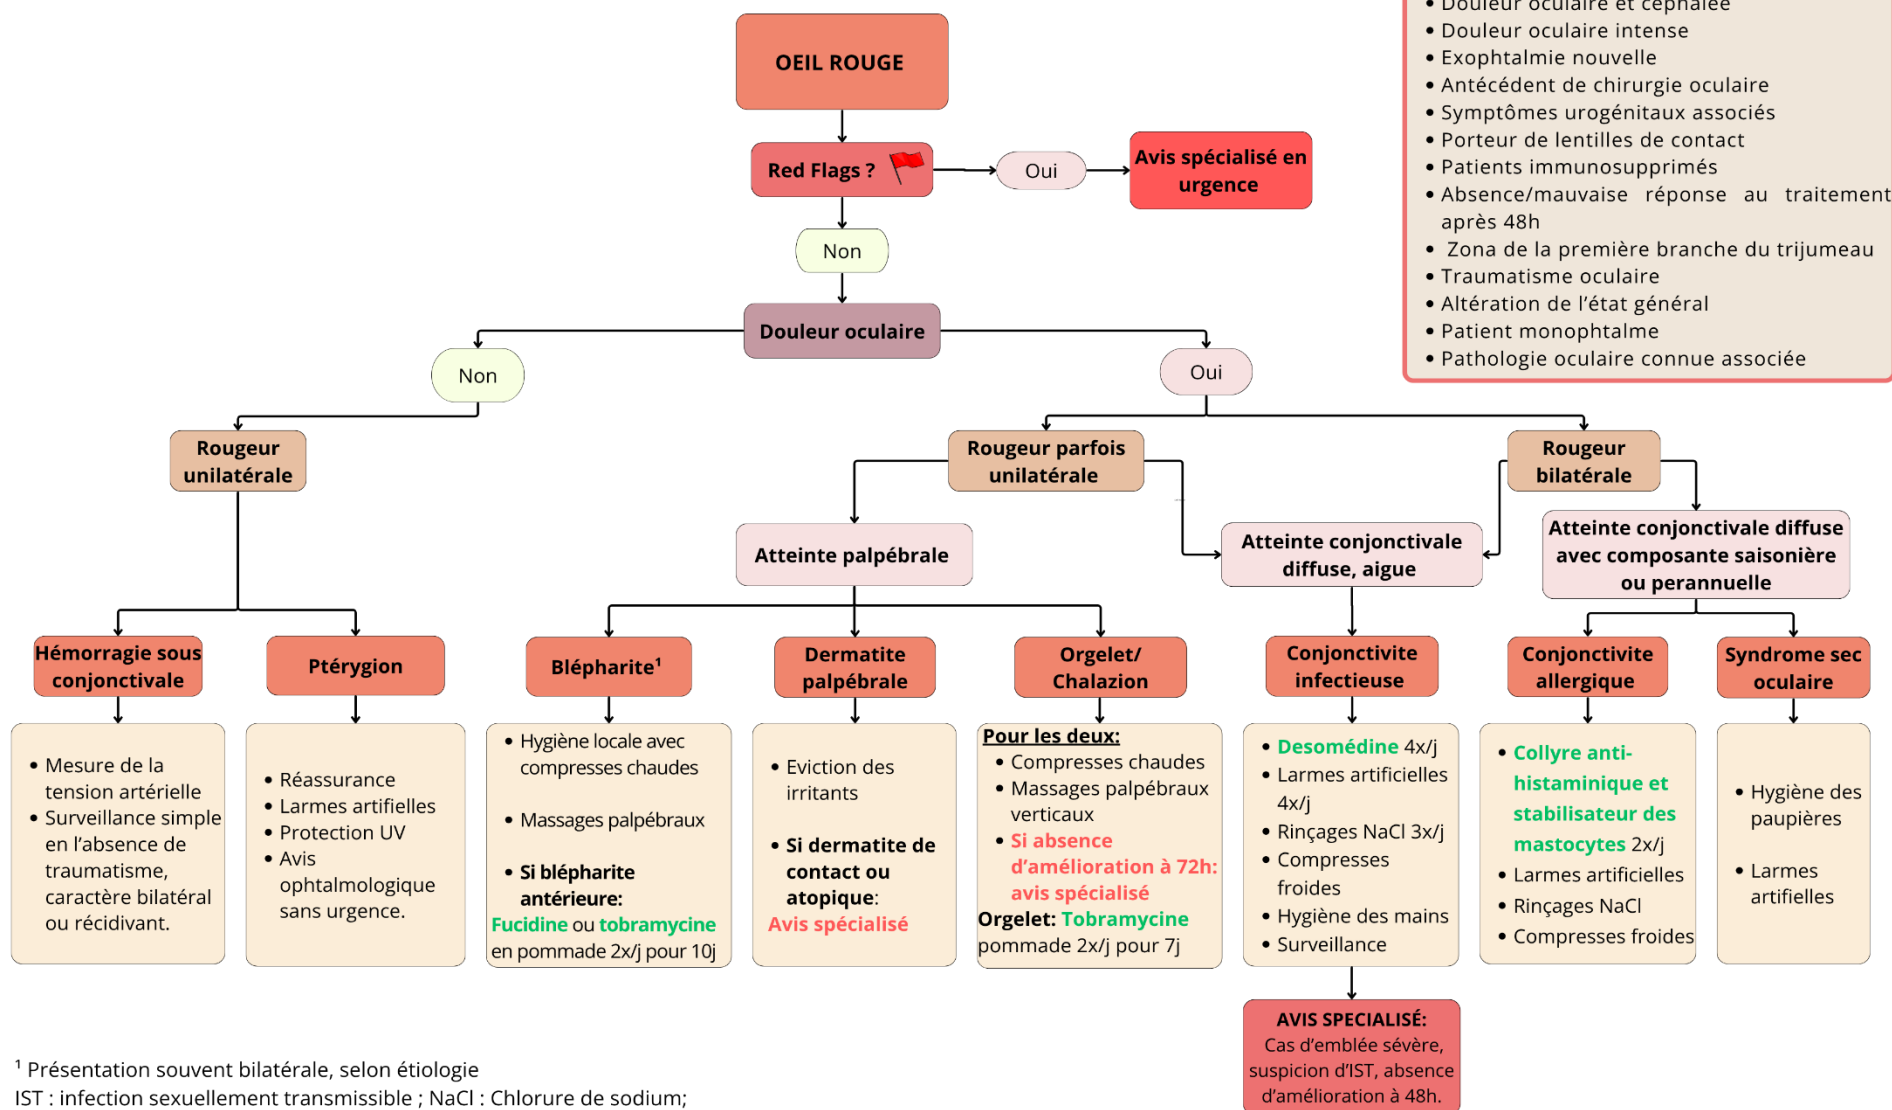 Douleur oculaire et céphalée
Douleur oculaire intense
Exophtalmie nouvelle
Antécédent de chirurgie oculaire
Symptômes urogénitaux associés
Porteur de lentilles de contact
Patients immunosupprimés
Absence/mauvaise réponse au traitement
après 48h
Zona de la première branche du trijumeau
Traumatisme oculaire
Altération de l'état général
Patient monophtalme
Pathologie oculaire connue associée
OEIL ROUGE
Red Flags ?
Oui
Avis spécialisé en
urgence
Non
Douleur oculaire
Non
Oui
Rougeur
unilatérale
Rougeur parfois
unilatérale
Rougeur
bilatérale
Atteinte palpébrale
Atteinte conjonctivale
diffuse, aigue
Atteinte conjonctivale diffuse
avec composante saisonière
ou perannuelle
Hémorragie sous
conjonctivale
Ptérygion
Blépharite¹
Dermatite
palpébrale
Orgelet/
Chalazion
Conjonctivite
infectieuse
Conjonctivite
allergique
Syndrome sec
oculaire
Mesure de la
tension artérielle
Surveillance simple
en l'absence de
traumatisme,
caractère bilatéral
ou récidivant.
Réassurance
Larmes artifielles
Protection UV
Avis
ophtalmologique
sans urgence.
Hygiène locale avec
compresses chaudes
Massages palpébraux
Si blépharite
antérieure:
Fucidine ou tobramycine
en pommade 2x/j pour 10j
Eviction des
irritants
Si dermatite de
contact ou
atopique:
Avis spécialisé
Pour les deux:
Compresses chaudes
Massages palpébraux
verticaux
Si absence
d'amélioration à 72h:
avis spécialisé
Orgelet: Tobramycine
pommade 2x/j pour 7j
Desomédine 4x/j
Larmes artificielles
4x/j
Rinçages NaCl 3x/j
Compresses
froides
Hygiène des mains
Surveillance
Collyre anti-
histaminique et
stabilisateur des
mastocytes 2x/j
Larmes artificielles
Rinçages NaCl
Compresses froides
Hygiène des
paupières
Larmes
artifielles
AVIS SPECIALISÉ:
Cas d'emblée sévère,
suspicion d'IST, absence
d'amélioration à 48h.
¹ Présentation souvent bilatérale, selon étiologie
IST : infection sexuellement transmissible ; NaCl : Chlorure de sodium;